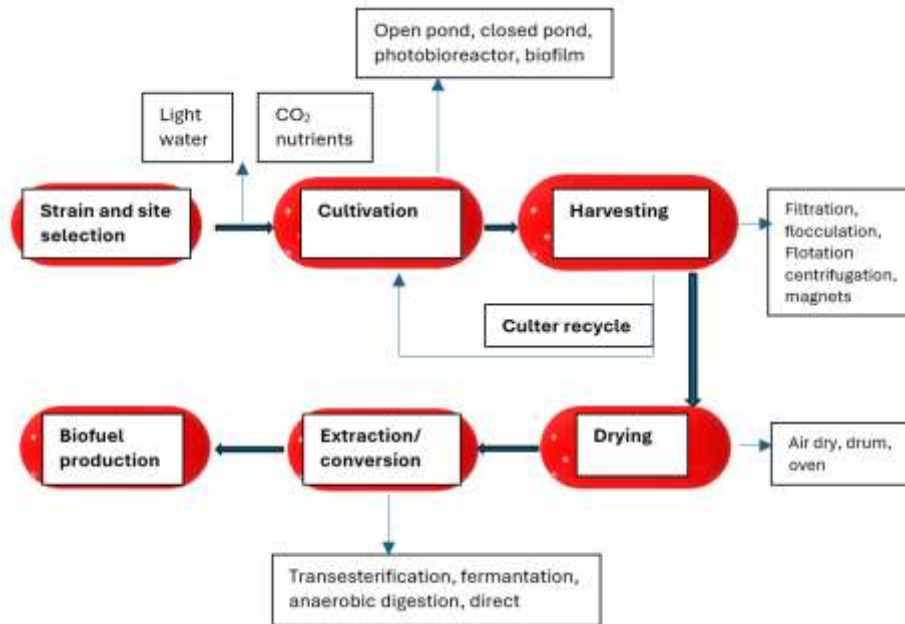 Open pond, closed pond,
photobioreactor, biofilm
Light
water
CO₂
nutrients
Strain and site
selection
Cultivation
Harvesting
Filtration,
flocculation,
Flotation
centrifugation,
magnets
Culter recycle
Biofuel
production
Extraction/
conversion
Drying
Air dry, drum,
oven
Transesterification, fermantation,
anaerobic digestion, direct